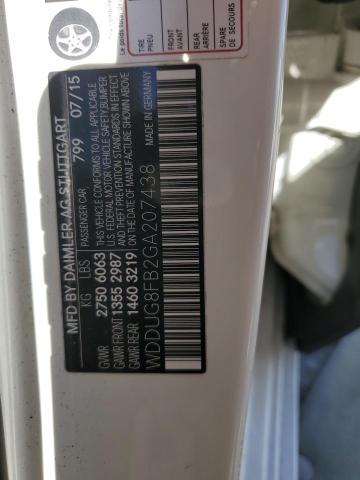 MFD BY DAIMLER AG STUTTGART
799 07/15
KG LBS PASSENGER CAR
GVWR 2750 6063 THIS VEHICLE CONFORMS TO ALL APPLICABLE
U.S. FEDERAL MOTOR VEHICLE SAFETY, BUMPER
GAWR FRONT 1355 2987 AND THEFT PREVENTION STANDARDS IN EFFECT
GAWR REAR 1460 3219 ON THE DATE OF MANUFACTURE SHOWN ABOVE
WDDUG8FB2GA207438 MADE IN GERMANY
Le poids
TIRE
PNEU
FRONT
AVANT
REAR
ARRIÈRE
SPARE
DE SECOURS